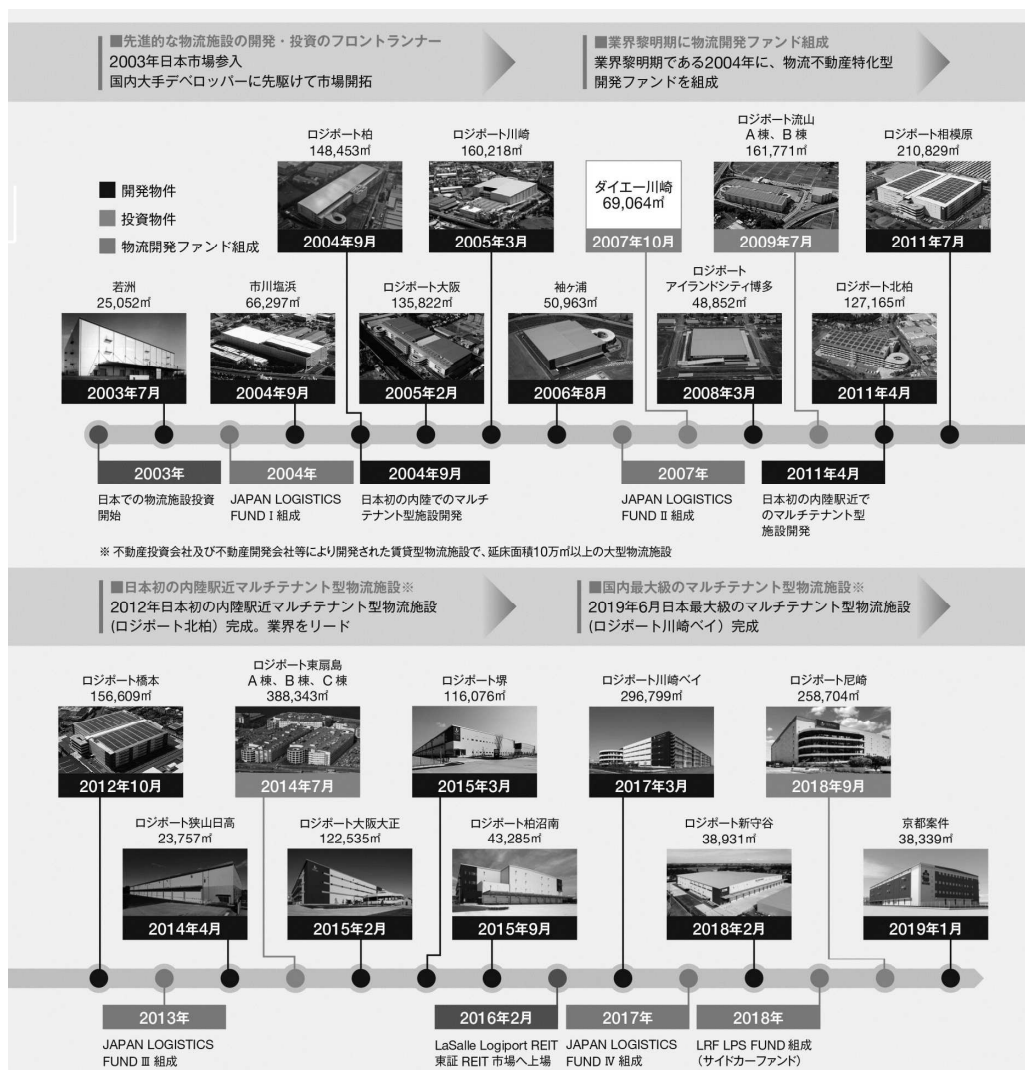 ■先進的な物流施設の開発・投資のフロントランナー
2003年日本市場参入
国内大手デベロッパーに先駆けて市場開拓
■業界黎明期に物流開発ファンド組成
業界黎明期である2004年に、物流不動産特化型
開発ファンドを組成
■開発物件
■投資物件
■物流開発ファンド組成
ロジポート柏
148,453㎡
2004年9月
ロジポート川崎
160,218㎡
2005年3月
ダイエー川崎
69,064㎡
2007年10月
ロジポート流山
A棟、B棟
161,771㎡
2009年7月
ロジポート相模原
210,829㎡
2011年7月
若洲
25,052㎡
2003年7月
市川塩浜
66,297㎡
2004年9月
ロジポート大阪
135,822㎡
2005年2月
袖ヶ浦
50,963㎡
2006年8月
ロジポート
アイランドシティ博多
48,852㎡
2008年3月
ロジポート北柏
127,165㎡
2011年4月
2003年
日本での物流施設投資
開始
2004年
JAPAN LOGISTICS
FUND Ⅰ 組成
2004年9月
日本初の内陸でのマルチ
テナント型施設開発
2007年
JAPAN LOGISTICS
FUND Ⅱ 組成
2011年4月
日本初の内陸駅近で
のマルチテナント型
施設開発
※ 不動産投資会社及び不動産開発会社等により開発された賃貸型物流施設で、延床面積10万㎡以上の大型物流施設
■日本初の内陸駅近マルチテナント型物流施設※
2012年日本初の内陸駅近マルチテナント型物流施設
(ロジポート北柏）完成。業界をリード
■国内最大級のマルチテナント型物流施設※
2019年6月日本最大級のマルチテナント型物流施設
(ロジポート川崎ベイ）完成
ロジポート橋本
156,609㎡
2012年10月
ロジポート東扇島
A棟、B棟、C棟
388,343㎡
2014年7月
ロジポート堺
116,076㎡
2015年3月
ロジポート川崎ベイ
296,799㎡
2017年3月
ロジポート尼崎
258,704㎡
2018年9月
ロジポート狭山日高
23,757㎡
2014年4月
ロジポート大阪大正
122,535㎡
2015年2月
ロジポート柏沼南
43,285㎡
2015年9月
ロジポート新守谷
38,931㎡
2018年2月
京都案件
38,339㎡
2019年1月
2013年
JAPAN LOGISTICS
FUND Ⅲ 組成
2016年2月
LaSalle Logiport REIT
東証 REIT 市場へ上場
2017年
JAPAN LOGISTICS
FUND Ⅳ 組成
2018年
LRF LPS FUND 組成
（サイドカーファンド）